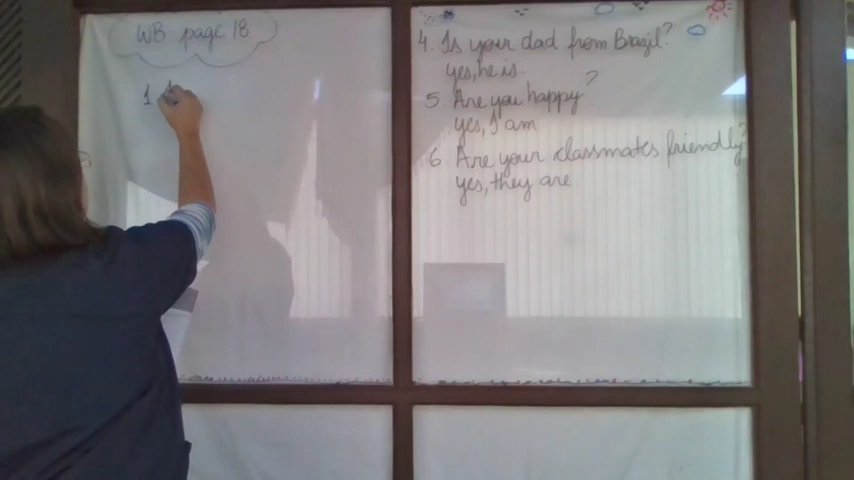 WB page 18
1
4. Is your dad from Brazil?
yes, he is.
5. Are you happy?
yes, I am
6 Are your classmates friendly?
yes, they are